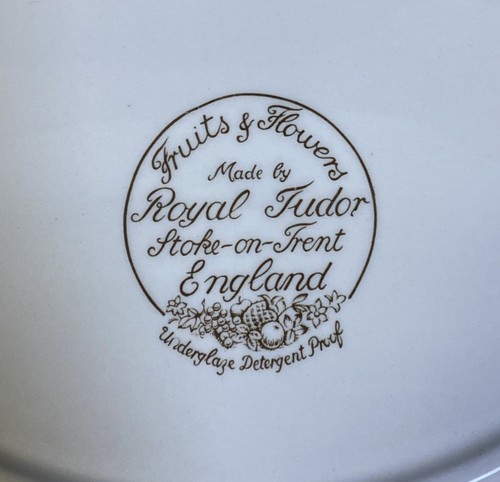 Fruits & Flowers
Made by
Royal Tudor
Stoke-on-Trent
England
Underglaze Detergent Proof